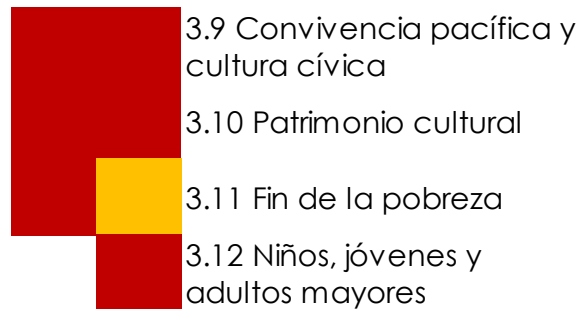 3.9 Convivencia pacífica y
cultura cívica
3.10 Patrimonio cultural
3.11 Fin de la pobreza
3.12 Niños, jóvenes y
adultos mayores